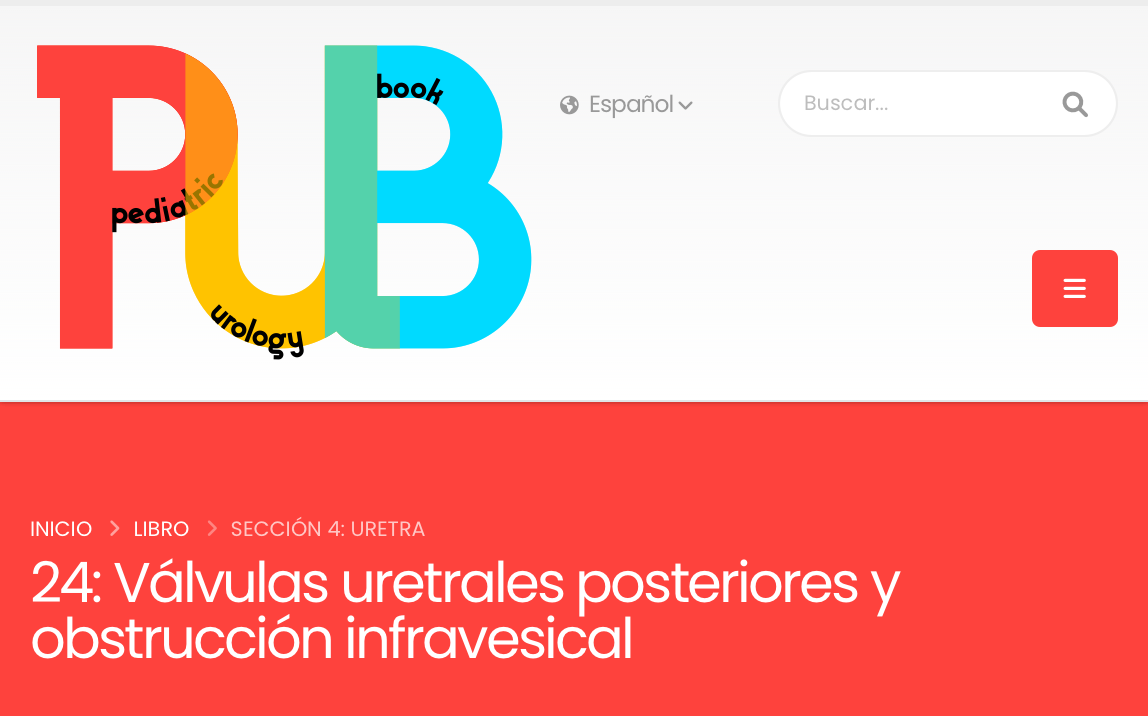 PUB
book
pediatric
urology
Español
Buscar...
INICIO > LIBRO > SECCIÓN 4: URETRA
24: Válvulas uretrales posteriores y
obstrucción infravesical